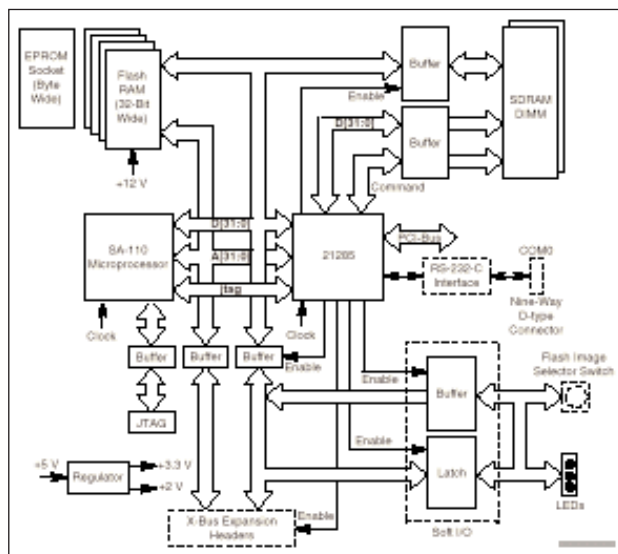 EPROM
Socket
(Byte
Wide)
Flash
RAM
(32-Bit
Wide)
+12 V
Buffer
Enable
D[31:0]
Buffer
Command
SDRAM
DIMM
SA-110
Microprocessor
D[31:0]
A[31:0]
jtag
21285
PCI-Bus
RS-232-C
Interface
COM0
Nine-Way
D-type
Connector
Clock
Clock
Buffer
Buffer
Buffer
Enable
JTAG
Enable
Buffer
Flash Image
Selector Switch
Enable
Latch
LEDs
Soft I/O
+5 V
Regulator
+3.3 V
+2 V
X-Bus Expansion
Headers
Enable